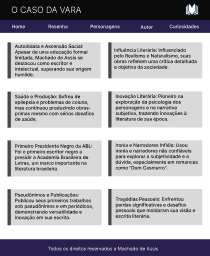 O CASO DA VARA
Home
Resenha
Personagens
Autor
Curiosidades
Autodidata e Ascensão Social:
Apesar de uma educação formal
limitada, Machado de Assis se
destacou como escritor e
intelectual, superando sua origem
humilde.
Influência Literária: Influenciado
pelo Realismo e Naturalismo, suas
obras refletem uma crítica detalhada
e objetiva da sociedade.
Saúde e Produção: Sofreu de
epilepsia e problemas de coluna,
mas continuou produzindo obras-
primas mesmo com sérios desafios
de saúde.
Inovação Literária: Pioneiro na
exploração da psicologia dos
personagens e na narrativa
subjetiva, trazendo inovações à
literatura de sua época.
Primeiro Presidente Negro da ABL:
Foi o primeiro escritor negro a
presidir a Academia Brasileira de
Letras, um marco importante na
literatura brasileira.
Ironia e Narradores Infiéis: Usou
ironia e narradores não confiáveis
para explorar a subjetividade e a
dúvida, especialmente em romances
como "Dom Casmurro".
Pseudônimos e Publicações:
Publicou seus primeiros trabalhos
sob pseudônimos e em periódicos,
demonstrando versatilidade e
inovação em sua escrita.
Tragédias Pessoais: Enfrentou
perdas significativas e desafios
pessoais que moldaram sua visão e
escrita literária.
Todos os direitos reservados a Machado de Assis